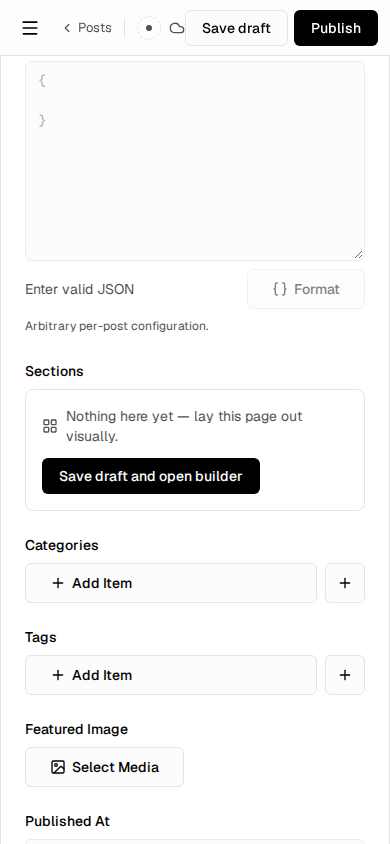 Posts
Save draft
Publish
{
}
Enter valid JSON
{ } Format
Arbitrary per-post configuration.
Sections
Nothing here yet — lay this page out
visually.
Save draft and open builder
Categories
+ Add Item
+
Tags
+ Add Item
+
Featured Image
Select Media
Published At